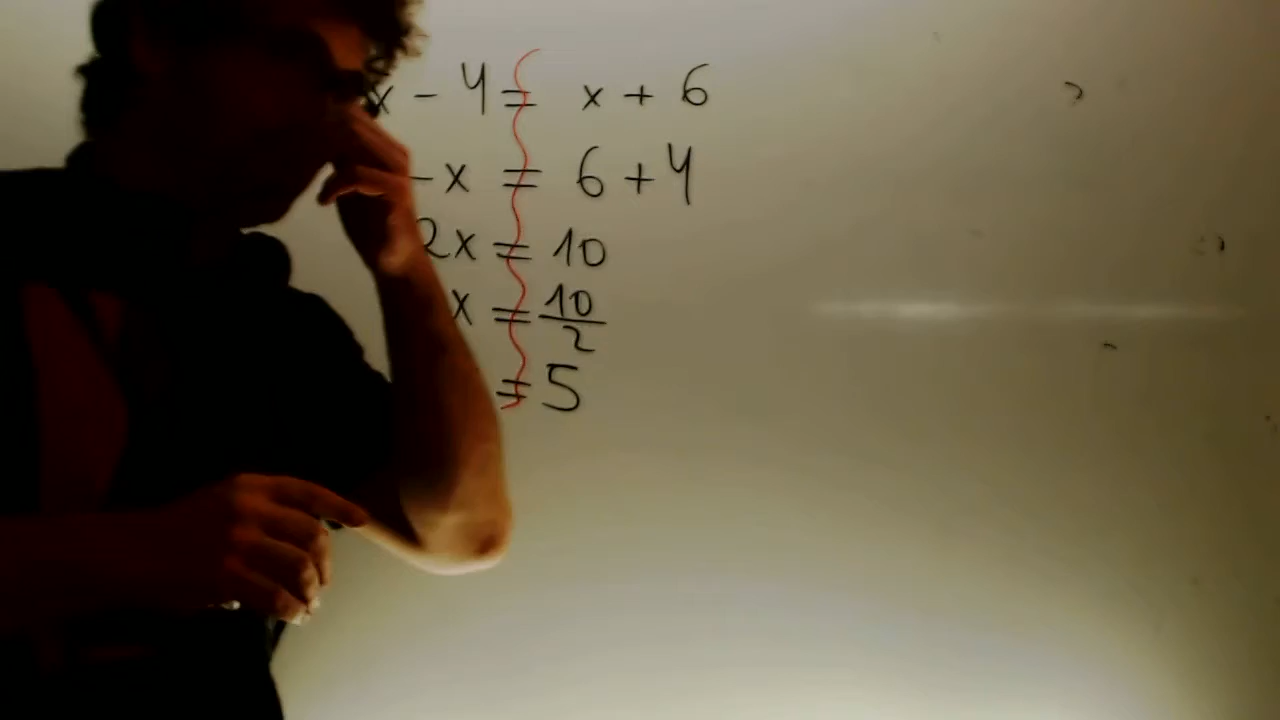 x - 4 = x + 6
- x = 6 + 4
2x = 10
x = 10/2
= 5